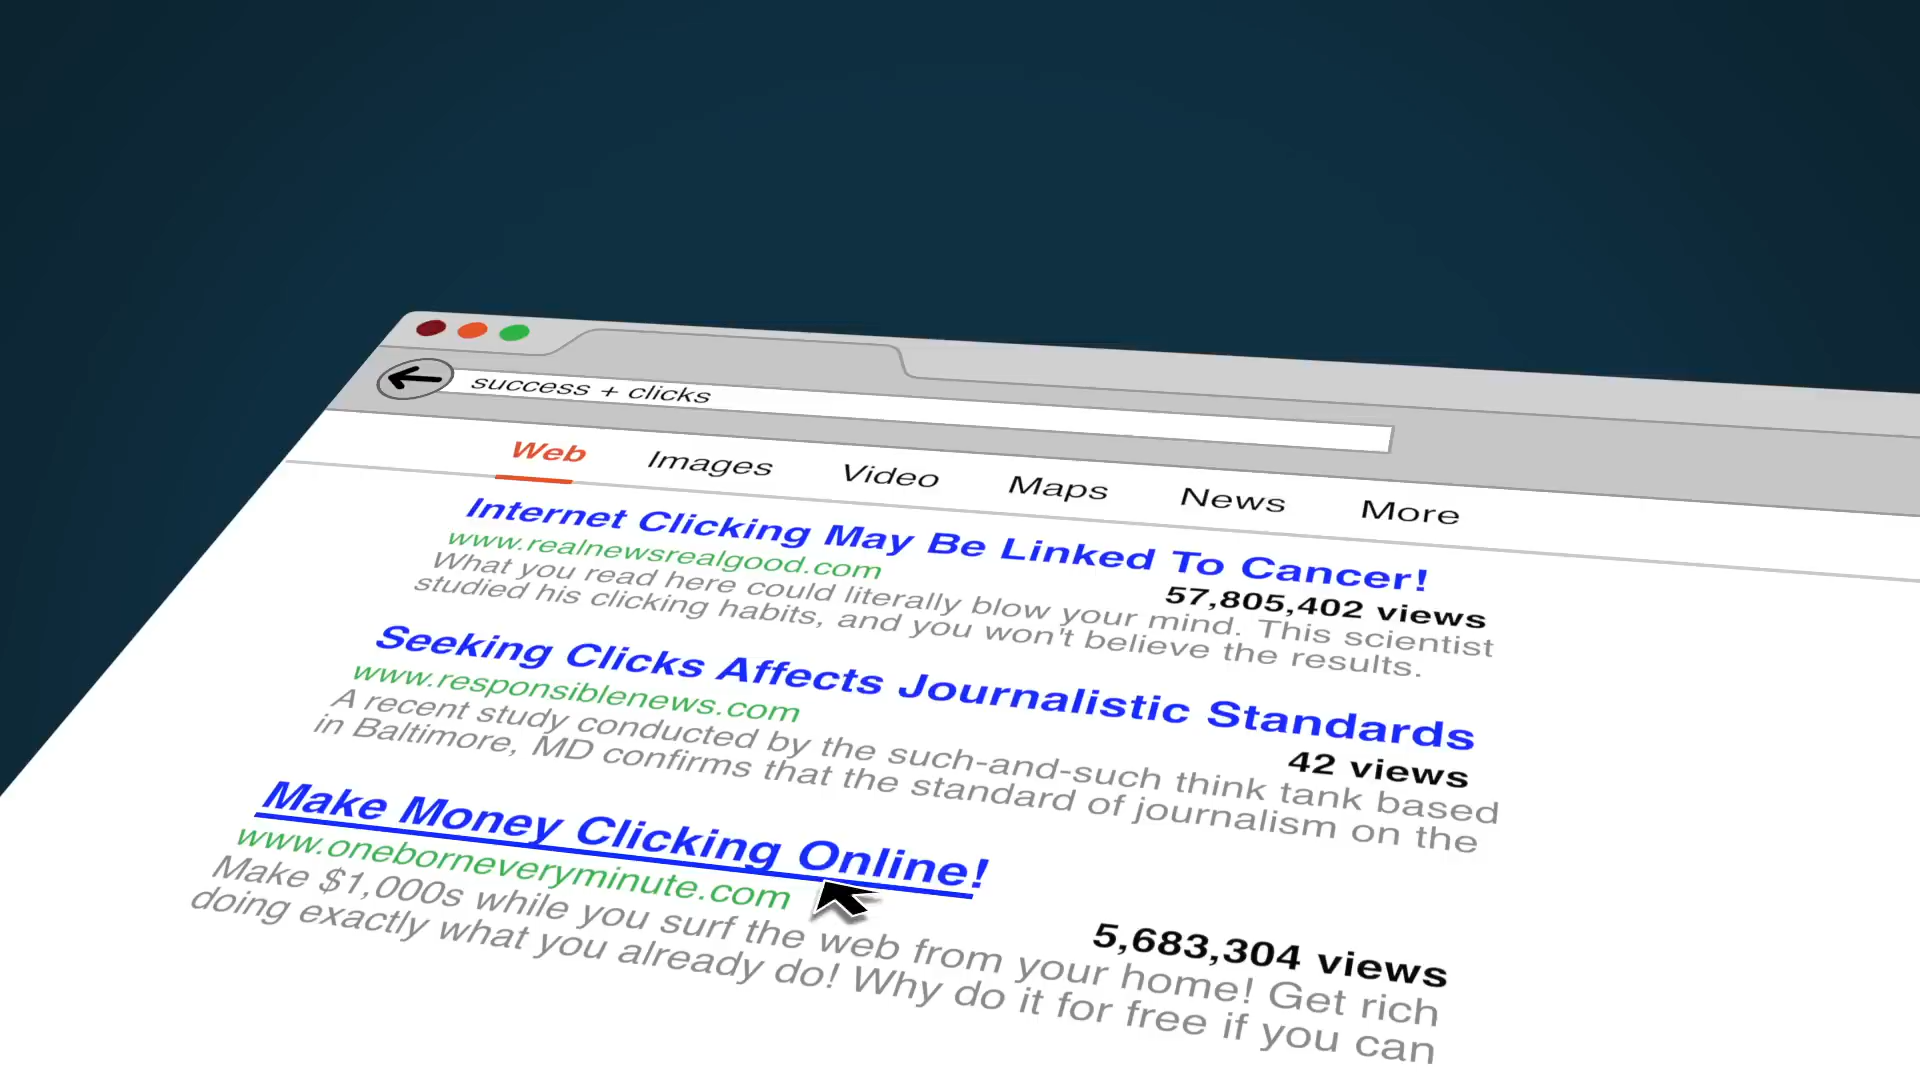 success + clicks
Web Images Video Maps News More
Internet Clicking May Be Linked To Cancer!
www.realnewsrealgood.com
57,805,402 views
What you read here could literally blow your mind. This scientist
studied his clicking habits, and you won't believe the results.
Seeking Clicks Affects Journalistic Standards
www.responsiblenews.com
42 views
A recent study conducted by the such-and-such think tank based
in Baltimore, MD confirms that the standard of journalism on the
Make Money Clicking Online!
www.oneborneveryminute.com
5,683,304 views
Make $1,000s while you surf the web from your home! Get rich
doing exactly what you already do! Why do it for free if you can